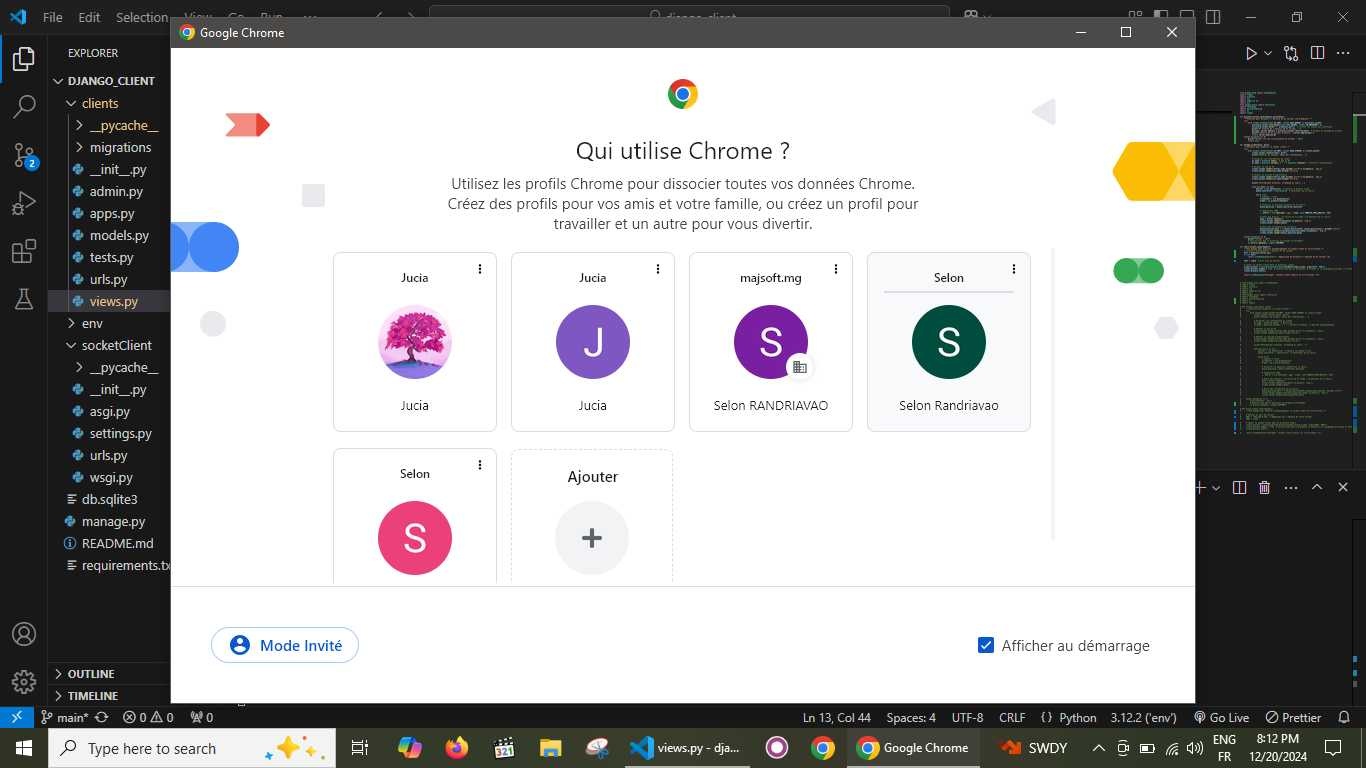 File Edit Selection View Go Run ...
django_client
Google Chrome
EXPLORER
DJANGO_CLIENT
clients
__pycache__
migrations
__init__.py
admin.py
apps.py
models.py
tests.py
urls.py
views.py
env
socketClient
__pycache__
__init__.py
asgi.py
settings.py
urls.py
wsgi.py
db.sqlite3
manage.py
README.md
requirements.tx
OUTLINE
TIMELINE
2
Qui utilise Chrome ?
Utilisez les profils Chrome pour dissocier toutes vos données Chrome.
Créez des profils pour vos amis et votre famille, ou créez un profil pour
travailler et un autre pour vous divertir.
Jucia
Jucia
Jucia
J
Jucia
majsoft.mg
S
Selon RANDRIAVAO
Selon
S
Selon Randriavao
Selon
S
Ajouter
Mode Invité
Afficher au démarrage
main* 0 0 0
Ln 13, Col 44 Spaces: 4 UTF-8 CRLF {} Python 3.12.2 ('env') Go Live Prettier
Type here to search
321
views.py - dja...
Google Chrome
SWDY
ENG
FR
8:12 PM
12/20/2024